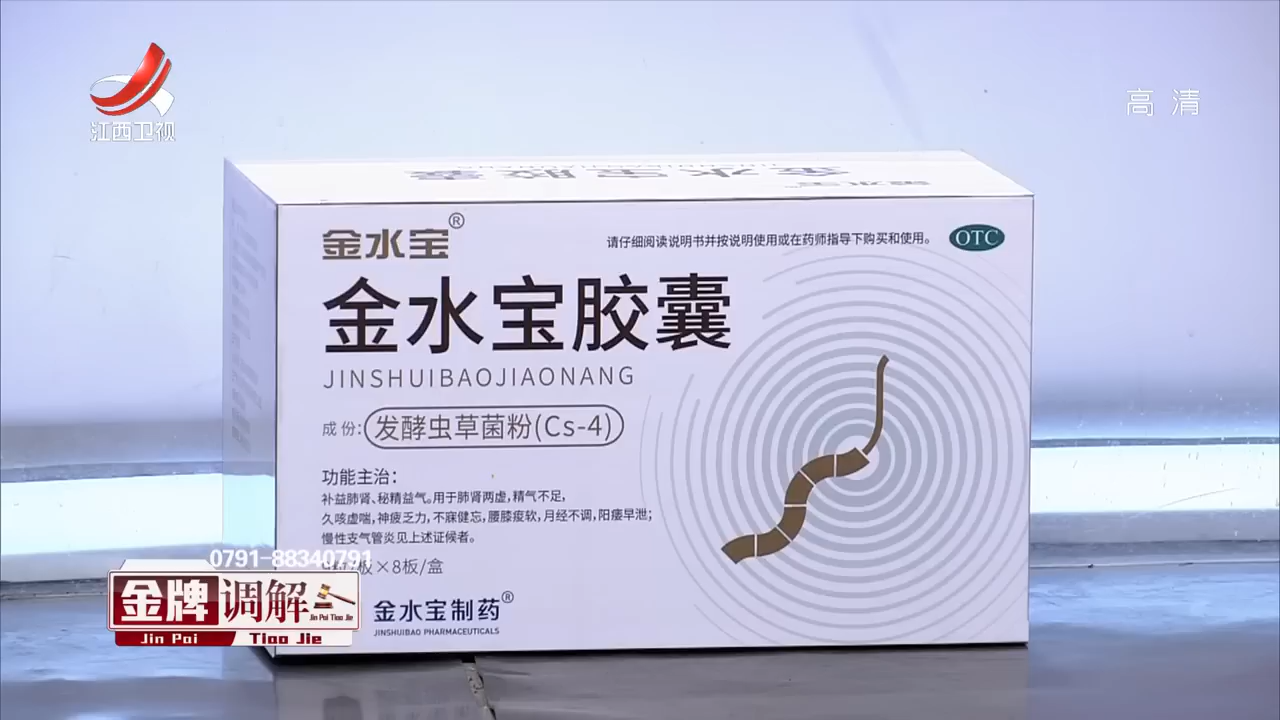 江西卫视
高清
金水宝®
请仔细阅读说明书并按说明使用或在药师指导下购买和使用。
OTC
金水宝胶囊
JINSHUIBAOJIAONANG
成份:发酵虫草菌粉(Cs-4)
功能主治:
补益肺肾、秘精益气。用于肺肾两虚,精气不足,
久咳虚喘,神疲乏力,不寐健忘,腰膝痠软,月经不调,阳痿早泄;
慢性支气管炎见上述证候者。
0791-88340791
板×8板/盒
金牌调解
Jin Pai Tiao Jie
Jin Pai Tiao Jie
金水宝制药®
JINSHUIBAO PHARMACEUTICALS